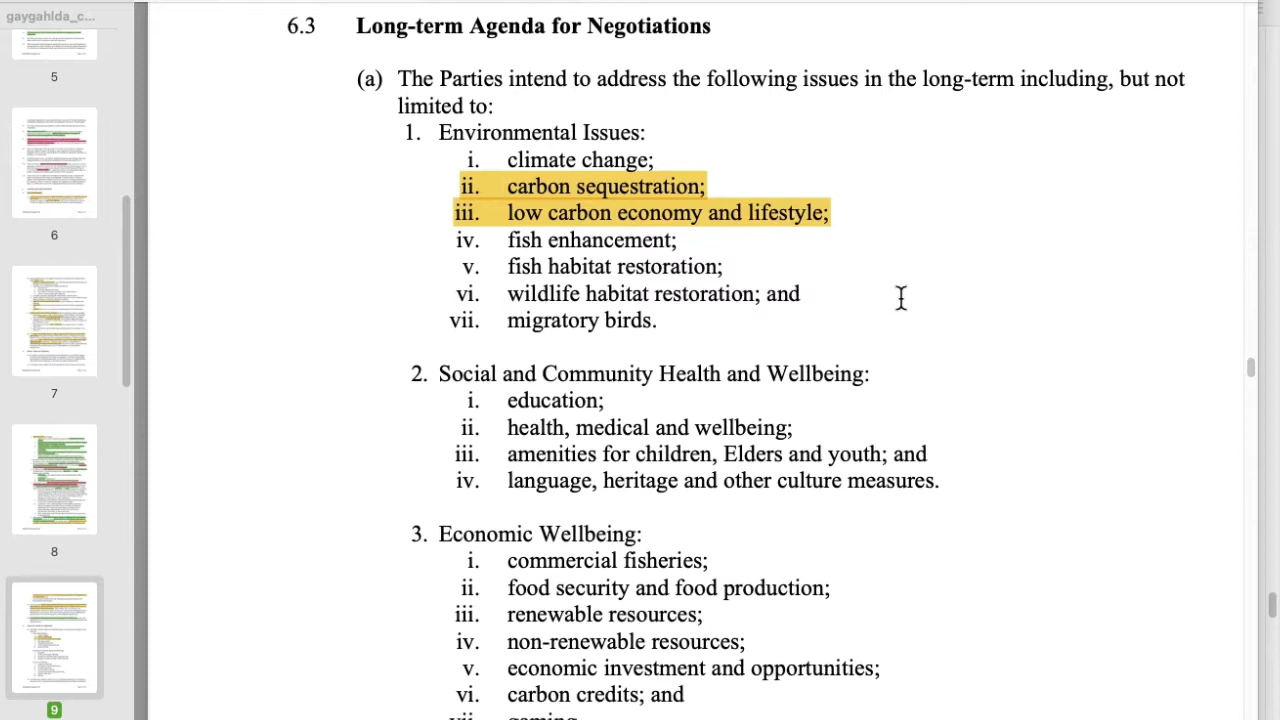 gaygahlda_c...
5
6
7
8
9
6.3 Long-term Agenda for Negotiations
(a) The Parties intend to address the following issues in the long-term including, but not
limited to:
1. Environmental Issues:
i. climate change;
ii. carbon sequestration;
iii. low carbon economy and lifestyle;
iv. fish enhancement;
v. fish habitat restoration;
vi. wildlife habitat restoration; and
vii. migratory birds.
2. Social and Community Health and Wellbeing:
i. education;
ii. health, medical and wellbeing;
iii. amenities for children, Elders and youth; and
iv. language, heritage and other culture measures.
3. Economic Wellbeing:
i. commercial fisheries;
ii. food security and food production;
iii. renewable resources;
iv. non-renewable resources;
v. economic investment and opportunities;
vi. carbon credits; and
vii. gaming